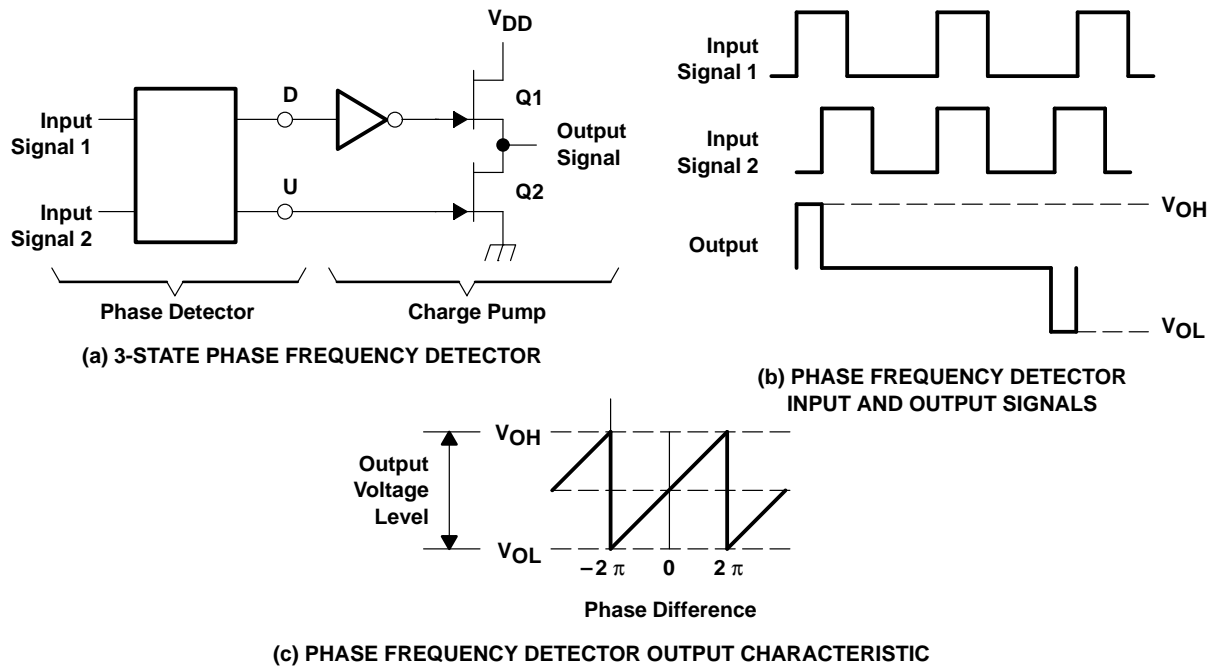 VDD
D
Q1
Input
Signal 1
Output
Signal
U
Q2
Input
Signal 2
Phase Detector
Charge Pump
(a) 3-STATE PHASE FREQUENCY DETECTOR
Input
Signal 1
Input
Signal 2
VOH
Output
VOL
(b) PHASE FREQUENCY DETECTOR
INPUT AND OUTPUT SIGNALS
VOH
Output
Voltage
Level
VOL
–2 π
0
2 π
Phase Difference
(c) PHASE FREQUENCY DETECTOR OUTPUT CHARACTERISTIC